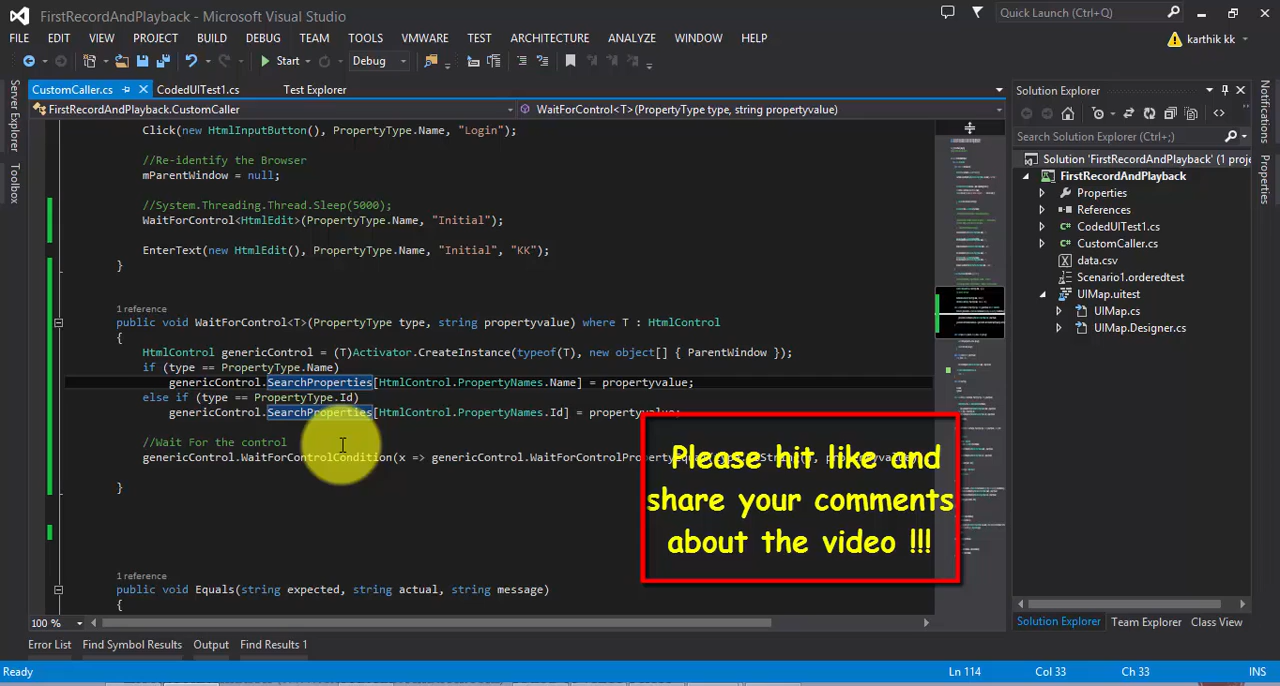 FirstRecordAndPlayback - Microsoft Visual Studio
Quick Launch (Ctrl+Q)
FILE EDIT VIEW PROJECT BUILD DEBUG TEAM TOOLS VMWARE TEST ARCHITECTURE ANALYZE WINDOW HELP
karthik kk
Start
Debug
CustomCaller.cs
CodedUITest1.cs
Test Explorer
FirstRecordAndPlayback.CustomCaller
WaitForControl<T>(PropertyType type, string propertyvalue)
Server Explorer
Toolbox
Click(new HtmlInputButton(), PropertyType.Name, "Login");
//Re-identify the Browser
mParentWindow = null;
//System.Threading.Thread.Sleep(5000);
WaitForControl<HtmlEdit>(PropertyType.Name, "Initial");
EnterText(new HtmlEdit(), PropertyType.Name, "Initial", "KK");
}
1 reference
public void WaitForControl<T>(PropertyType type, string propertyvalue) where T : HtmlControl
{
HtmlControl genericControl = (T)Activator.CreateInstance(typeof(T), new object[] { ParentWindow });
if (type == PropertyType.Name)
genericControl.SearchProperties[HtmlControl.PropertyNames.Name] = propertyvalue;
else if (type == PropertyType.Id)
genericControl.SearchProperties[HtmlControl.PropertyNames.Id] = propertyvalue;
//Wait For the control
genericControl.WaitForControlCondition(x => genericControl.WaitForControlProp
}
1 reference
public void Equals(string expected, string actual, string message)
{
Please hit like and
share your comments
about the video !!!
100 %
Solution Explorer
Search Solution Explorer (Ctrl+;)
Solution 'FirstRecordAndPlayback' (1 proje
FirstRecordAndPlayback
Properties
References
CodedUITest1.cs
CustomCaller.cs
data.csv
Scenario1.orderedtest
UIMap.uitest
UIMap.cs
UIMap.Designer.cs
Solution Explorer Team Explorer Class View
Notifications
Properties
Error List Find Symbol Results Output Find Results 1
Ready
Ln 114
Col 33
Ch 33
INS